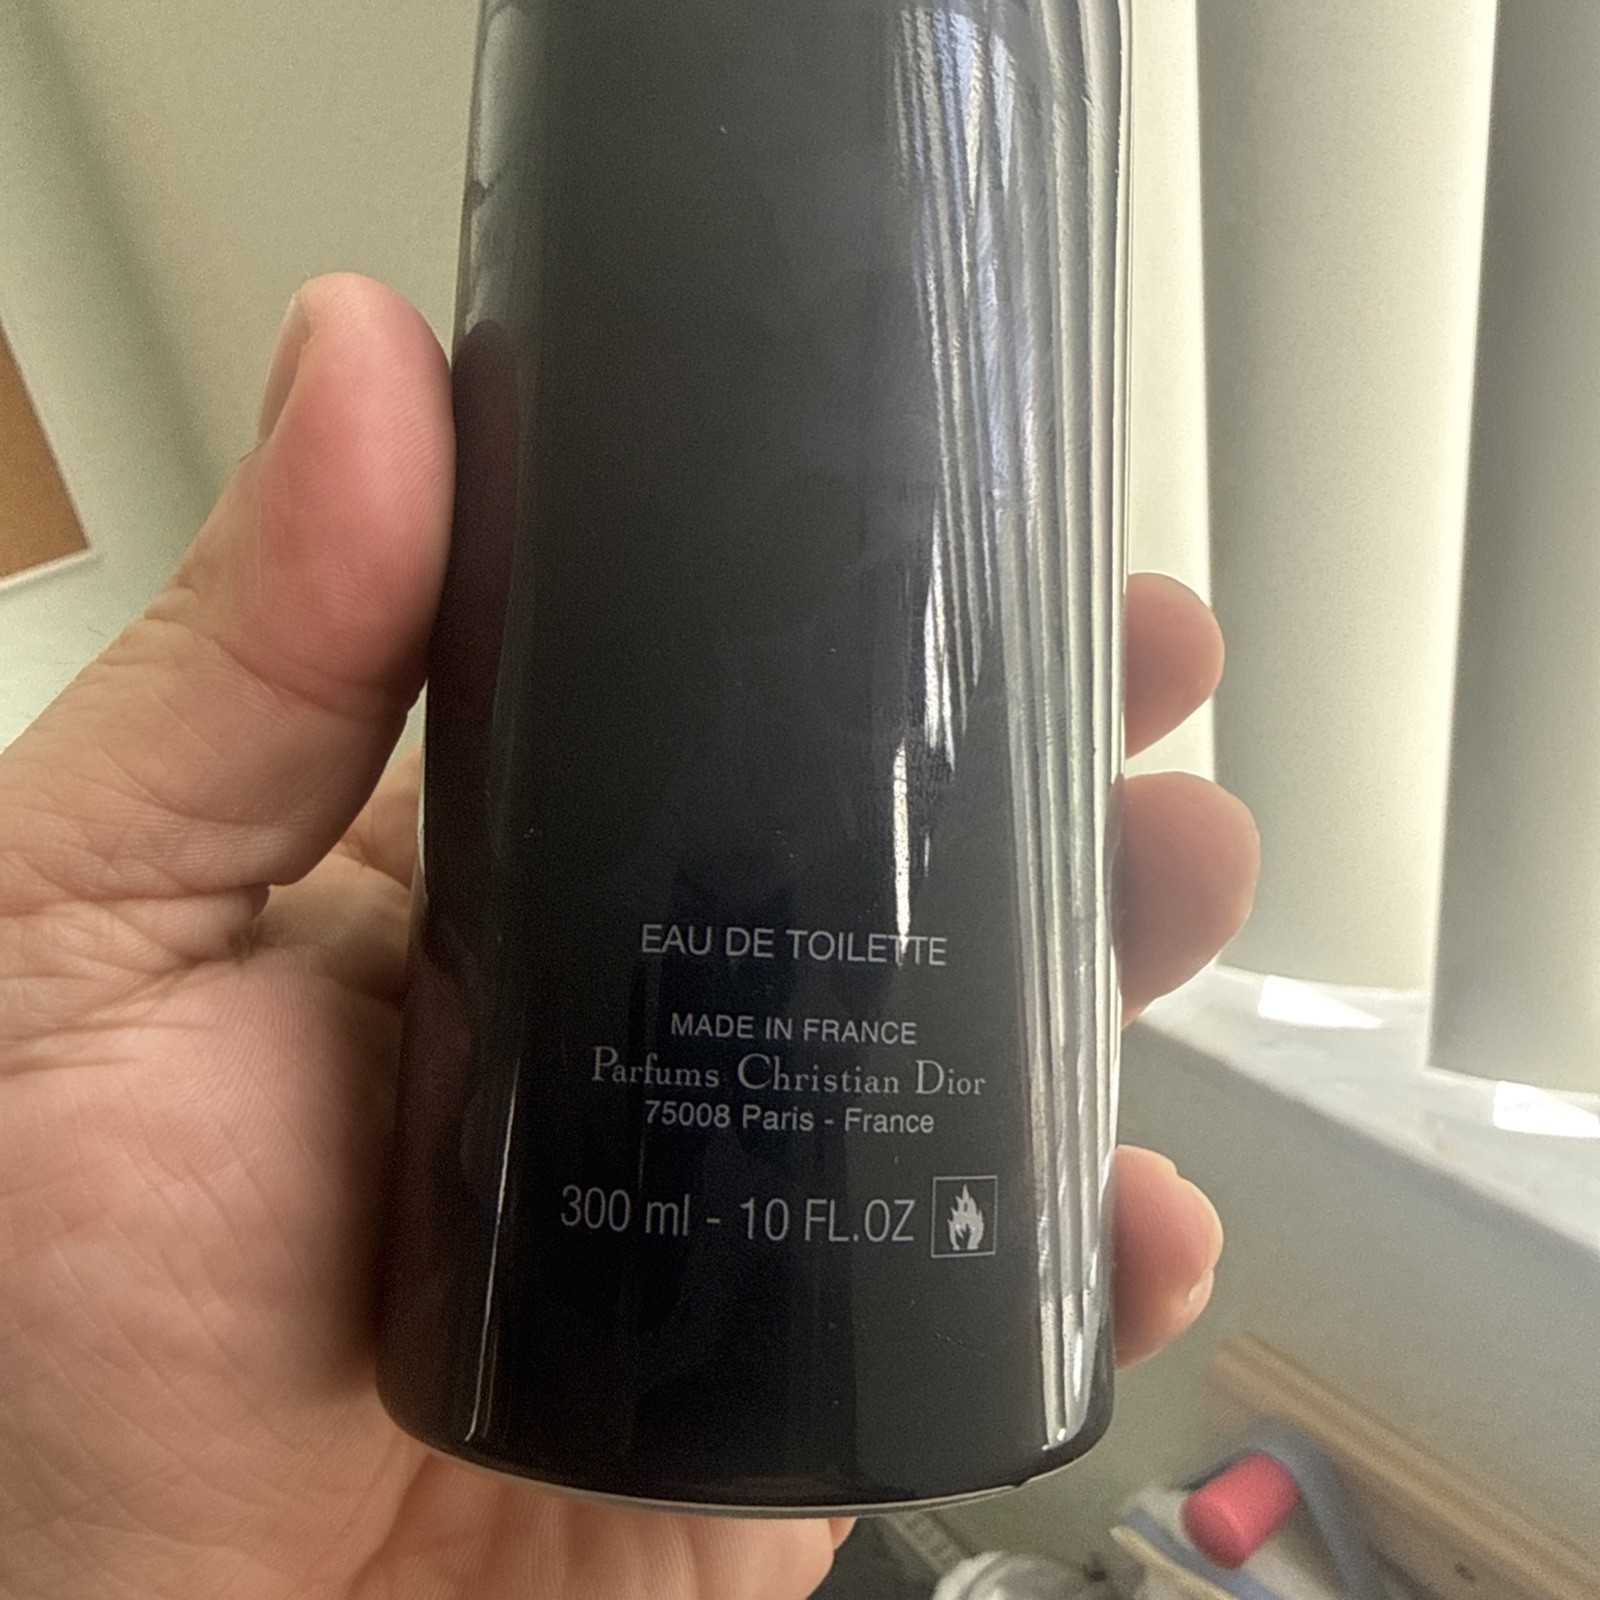 EAU DE TOILETTE
MADE IN FRANCE
Parfums Christian Dior
75008 Paris - France
300 ml - 10 FL.OZ